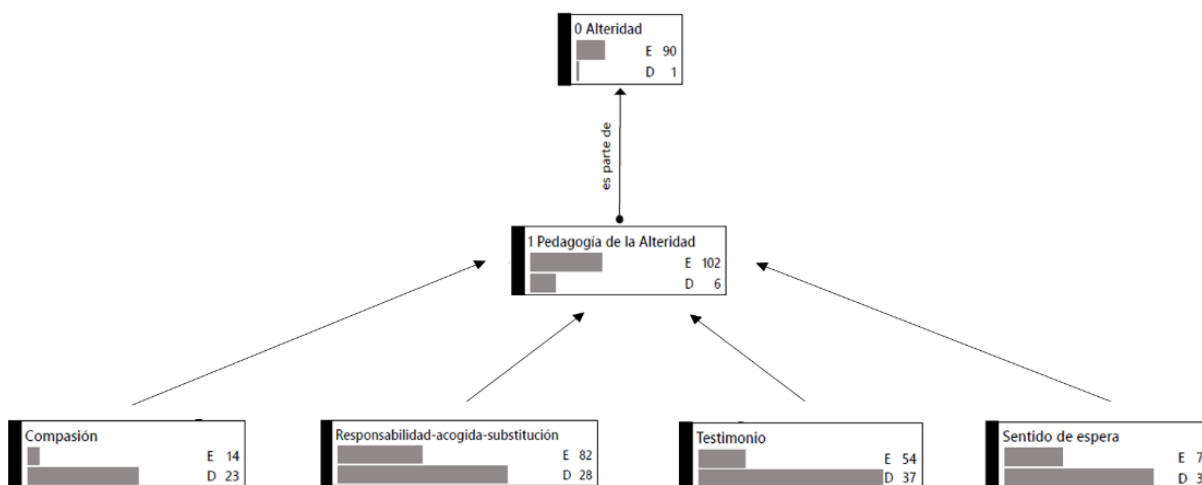 0 Alteridad
E 90
D 1
es parte de
1 Pedagogía de la Alteridad
E 102
D 6
Compasión
E 14
D 23
Responsabilidad-acogida-substitución
E 82
D 28
Testimonio
E 54
D 37
Sentido de espera
E 7
D 3